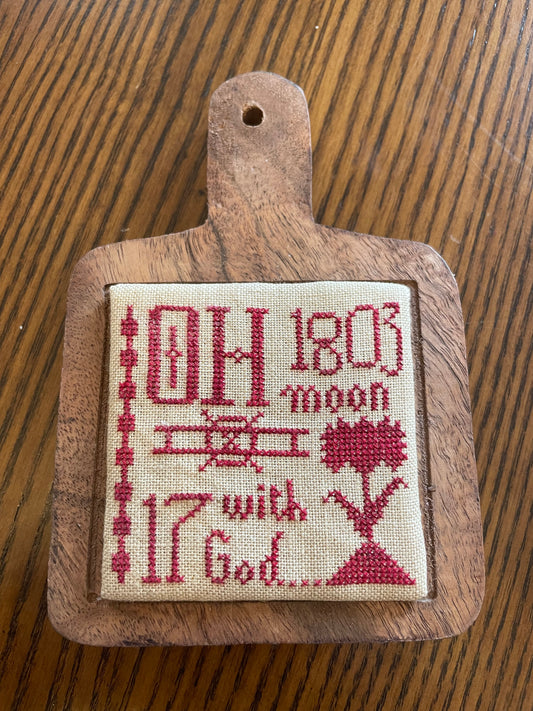 OH 1803
moon
17 with
God....